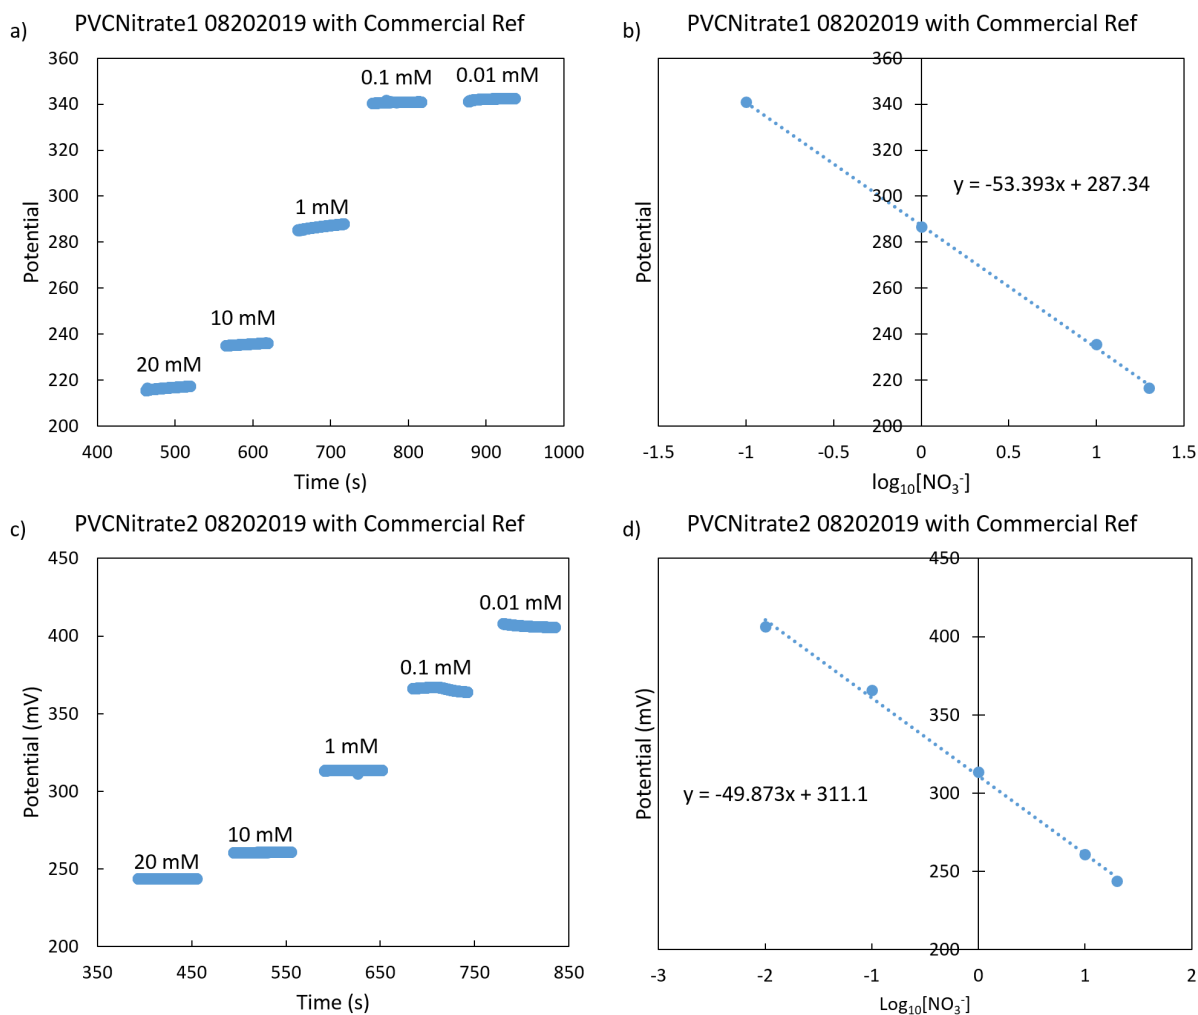 a)
PVCNitrate1 08202019 with Commercial Ref
360
340
320
300
280
260
240
220
200
Potential
20 mM
10 mM
1 mM
0.1 mM
0.01 mM
400 500 600 700 800 900 1000
Time (s)
b)
PVCNitrate1 08202019 with Commercial Ref
360
340
320
300
280
260
240
220
200
Potential
y = -53.393x + 287.34
-1.5 -1 -0.5 0 0.5 1 1.5
log₁₀[NO₃⁻]
c)
PVCNitrate2 08202019 with Commercial Ref
450
400
350
300
250
200
Potential (mV)
20 mM
10 mM
1 mM
0.1 mM
0.01 mM
350 450 550 650 750 850
Time (s)
d)
PVCNitrate2 08202019 with Commercial Ref
450
400
350
300
250
200
Potential (mV)
y = -49.873x + 311.1
-3 -2 -1 0 1 2
Log₁₀[NO₃⁻]